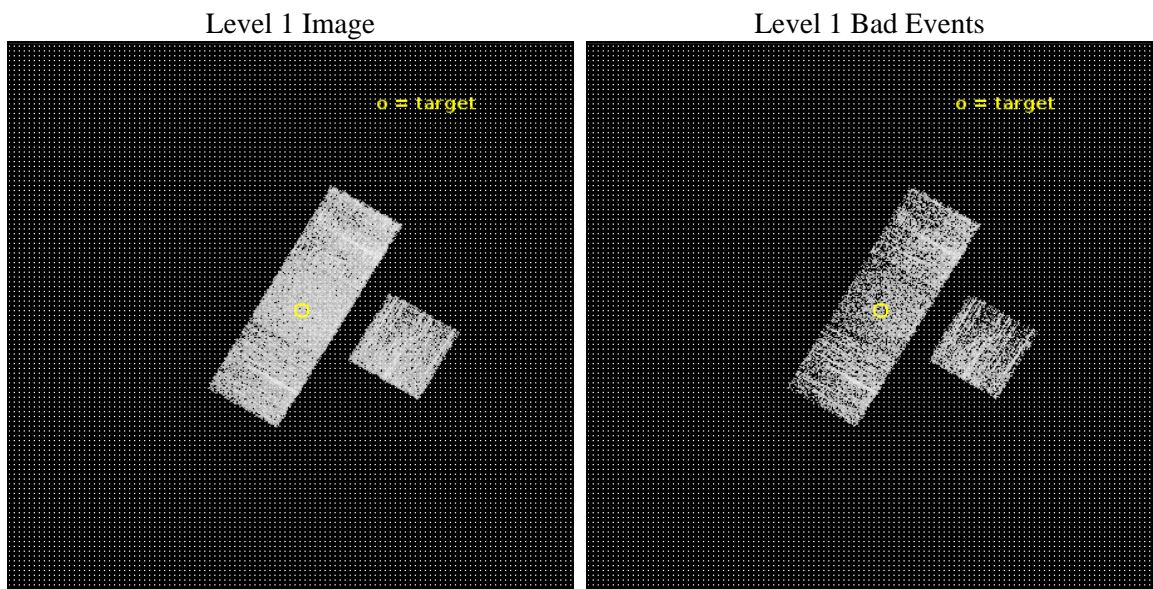 Level 1 Image
Level 1 Bad Events
o = target
o = target